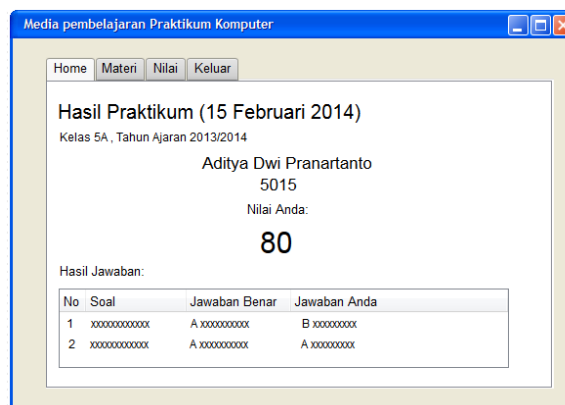 Media pembelajaran Praktikum Komputer
Home Materi Nilai Keluar
Hasil Praktikum (15 Februari 2014)
Kelas 5A , Tahun Ajaran 2013/2014
Aditya Dwi Pranartanto
5015
Nilai Anda:
80
Hasil Jawaban:
No Soal Jawaban Benar Jawaban Anda
1 xxxxxxxxxxxx A xxxxxxxxxx B xxxxxxxxx
2 xxxxxxxxxxxx A xxxxxxxxxx A xxxxxxxxx